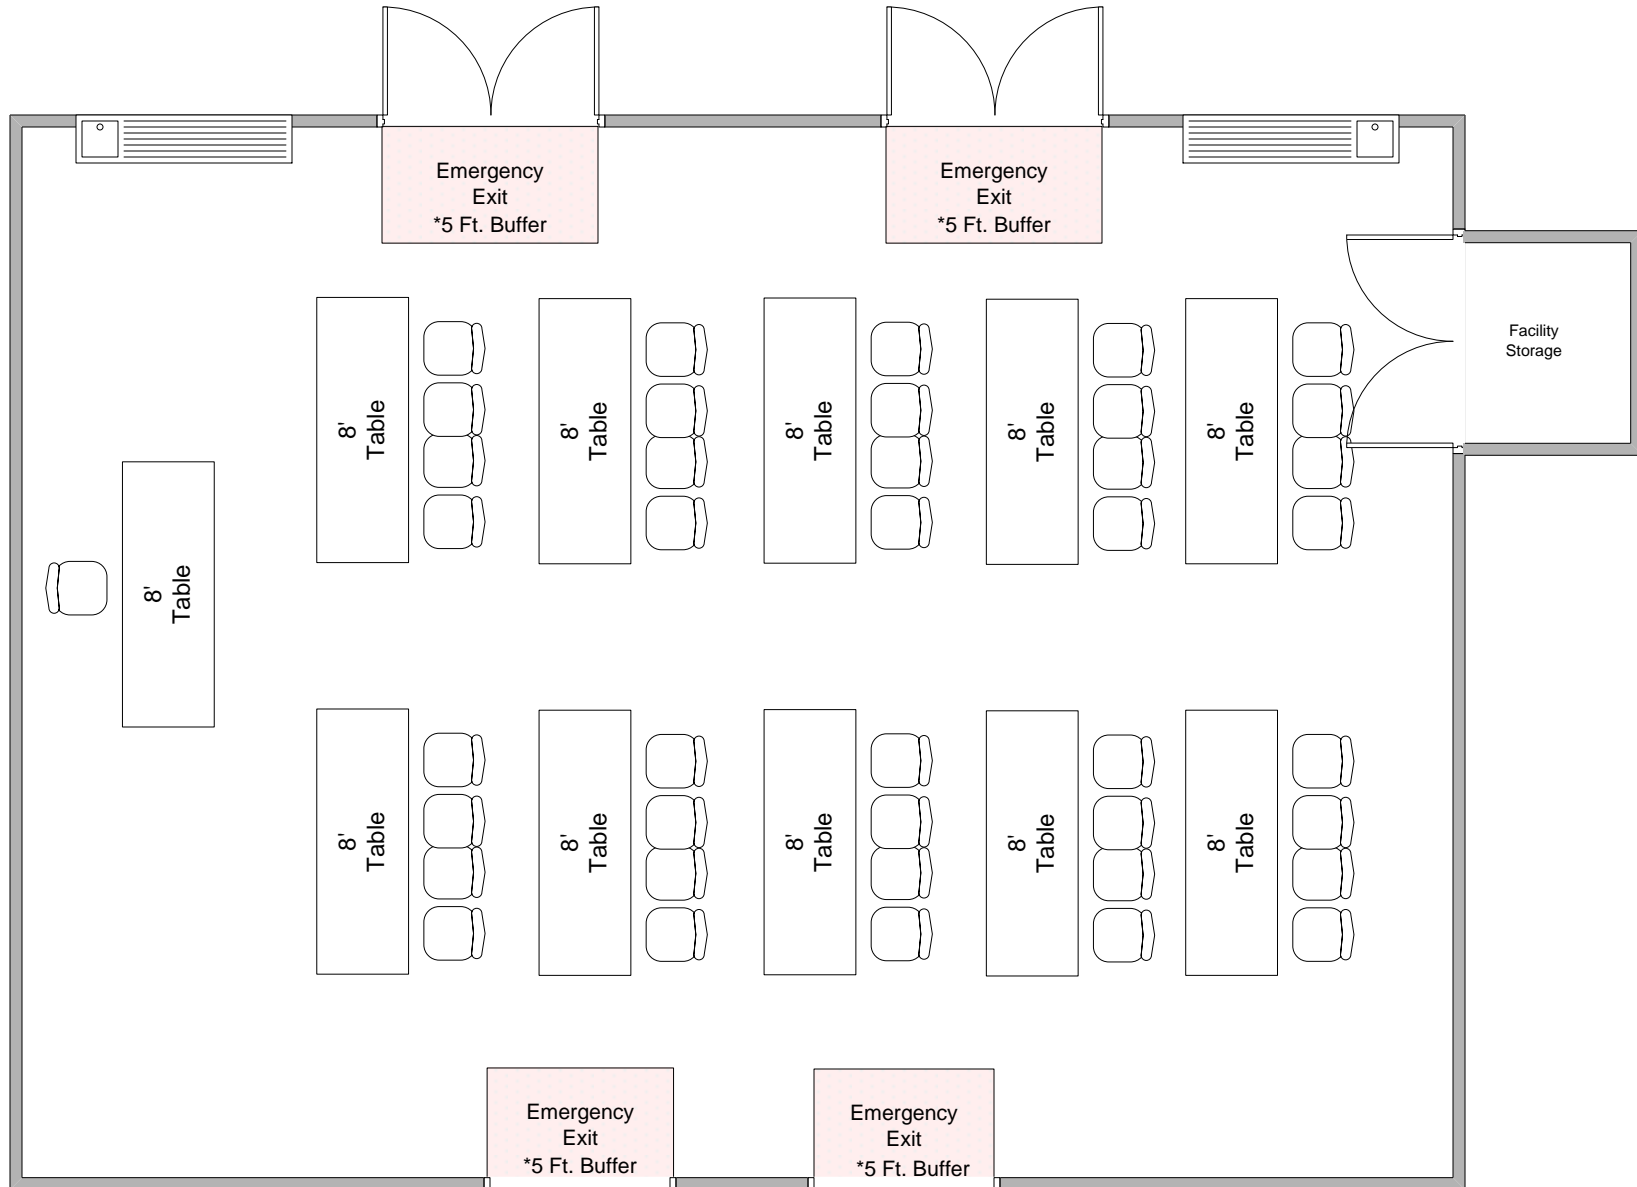 Emergency
Exit
*5 Ft. Buffer
Emergency
Exit
*5 Ft. Buffer
Facility
Storage
8'
Table
8'
Table
8'
Table
8'
Table
8'
Table
8'
Table
8'
Table
8'
Table
8'
Table
8'
Table
8'
Table
Emergency
Exit
*5 Ft. Buffer
Emergency
Exit
*5 Ft. Buffer